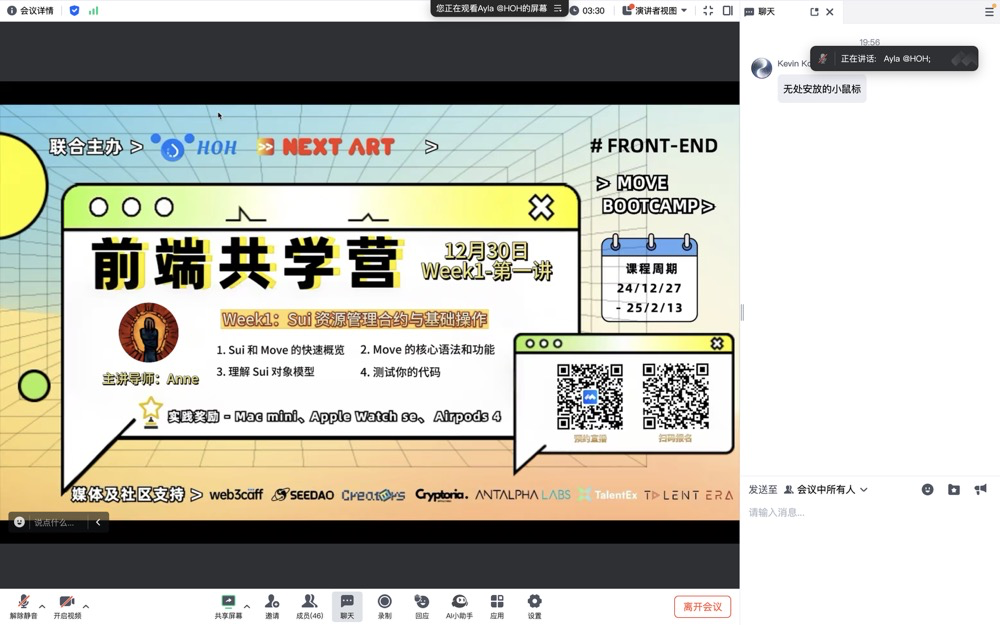 会议详情
您正在观看Ayla @HOH的屏幕
03:30
演讲者视图
聊天
19:56
正在讲话: Ayla @HOH;
Kevin Ko
无处安放的小鼠标
联合主办 >
HOH
NEXT ART
>
# FRONT-END
> MOVE
BOOTCAMP >
前端共学营
12月30日
Week1-第一讲
课程周期
24/12/27
- 25/2/13
Week1：Sui 资源管理合约与基础操作
1. Sui 和 Move 的快速概览
2. Move 的核心语法和功能
3. 理解 Sui 对象模型
4. 测试你的代码
主讲导师：Anne
实践奖励 - Mac mini、Apple Watch se、 Airpods 4
预约直播
扫码报名
媒体及社区支持 >
web3caff
SEEDAO
Creators
Cryptoria.
ANTALPHA LABS
TalentEx
TALENT ERA
说点什么...
发送至
会议中所有人
请输入消息...
解除静音
开启视频
共享屏幕
邀请
成员(46)
聊天
录制
回应
AI小助手
应用
设置
离开会议